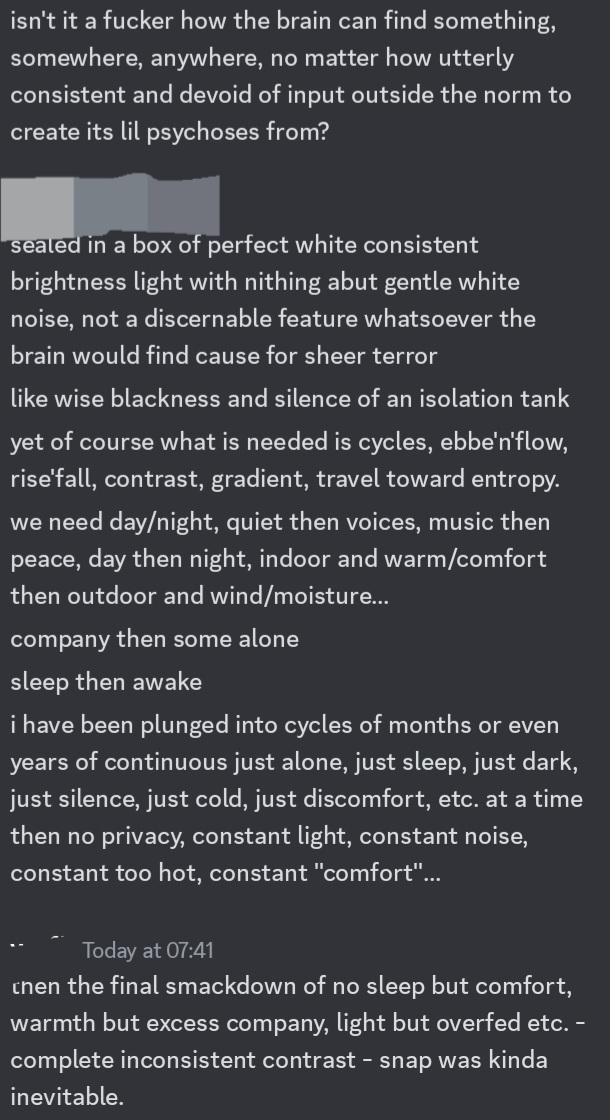 isn't it a fucker how the brain can find something,
somewhere, anywhere, no matter how utterly
consistent and devoid of input outside the norm to
create its lil psychoses from?
sealed in a box of perfect white consistent
brightness light with nithing abut gentle white
noise, not a discernable feature whatsoever the
brain would find cause for sheer terror
like wise blackness and silence of an isolation tank
yet of course what is needed is cycles, ebbe'n'flow,
rise'fall, contrast, gradient, travel toward entropy.
we need day/night, quiet then voices, music then
peace, day then night, indoor and warm/comfort
then outdoor and wind/moisture...
company then some alone
sleep then awake
i have been plunged into cycles of months or even
years of continuous just alone, just sleep, just dark,
just silence, just cold, just discomfort, etc. at a time
then no privacy, constant light, constant noise,
constant too hot, constant "comfort"...
Today at 07:41
then the final smackdown of no sleep but comfort,
warmth but excess company, light but overfed etc. -
complete inconsistent contrast - snap was kinda
inevitable.